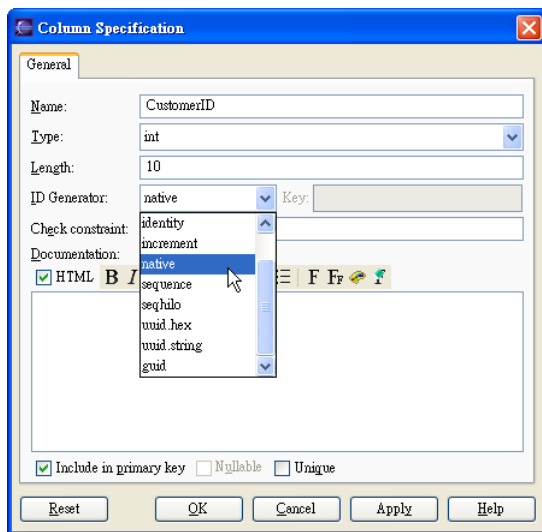 Column Specification
General
Name: CustomerID
Type: int
Length: 10
ID Generator: native Key:
Check constraint:
identity
increment
native
sequence
seqhilo
uuid.hex
uuid.string
guid
Documentation:
HTML B I F FF
Include in primary key Nullable Unique
Reset OK Cancel Apply Help